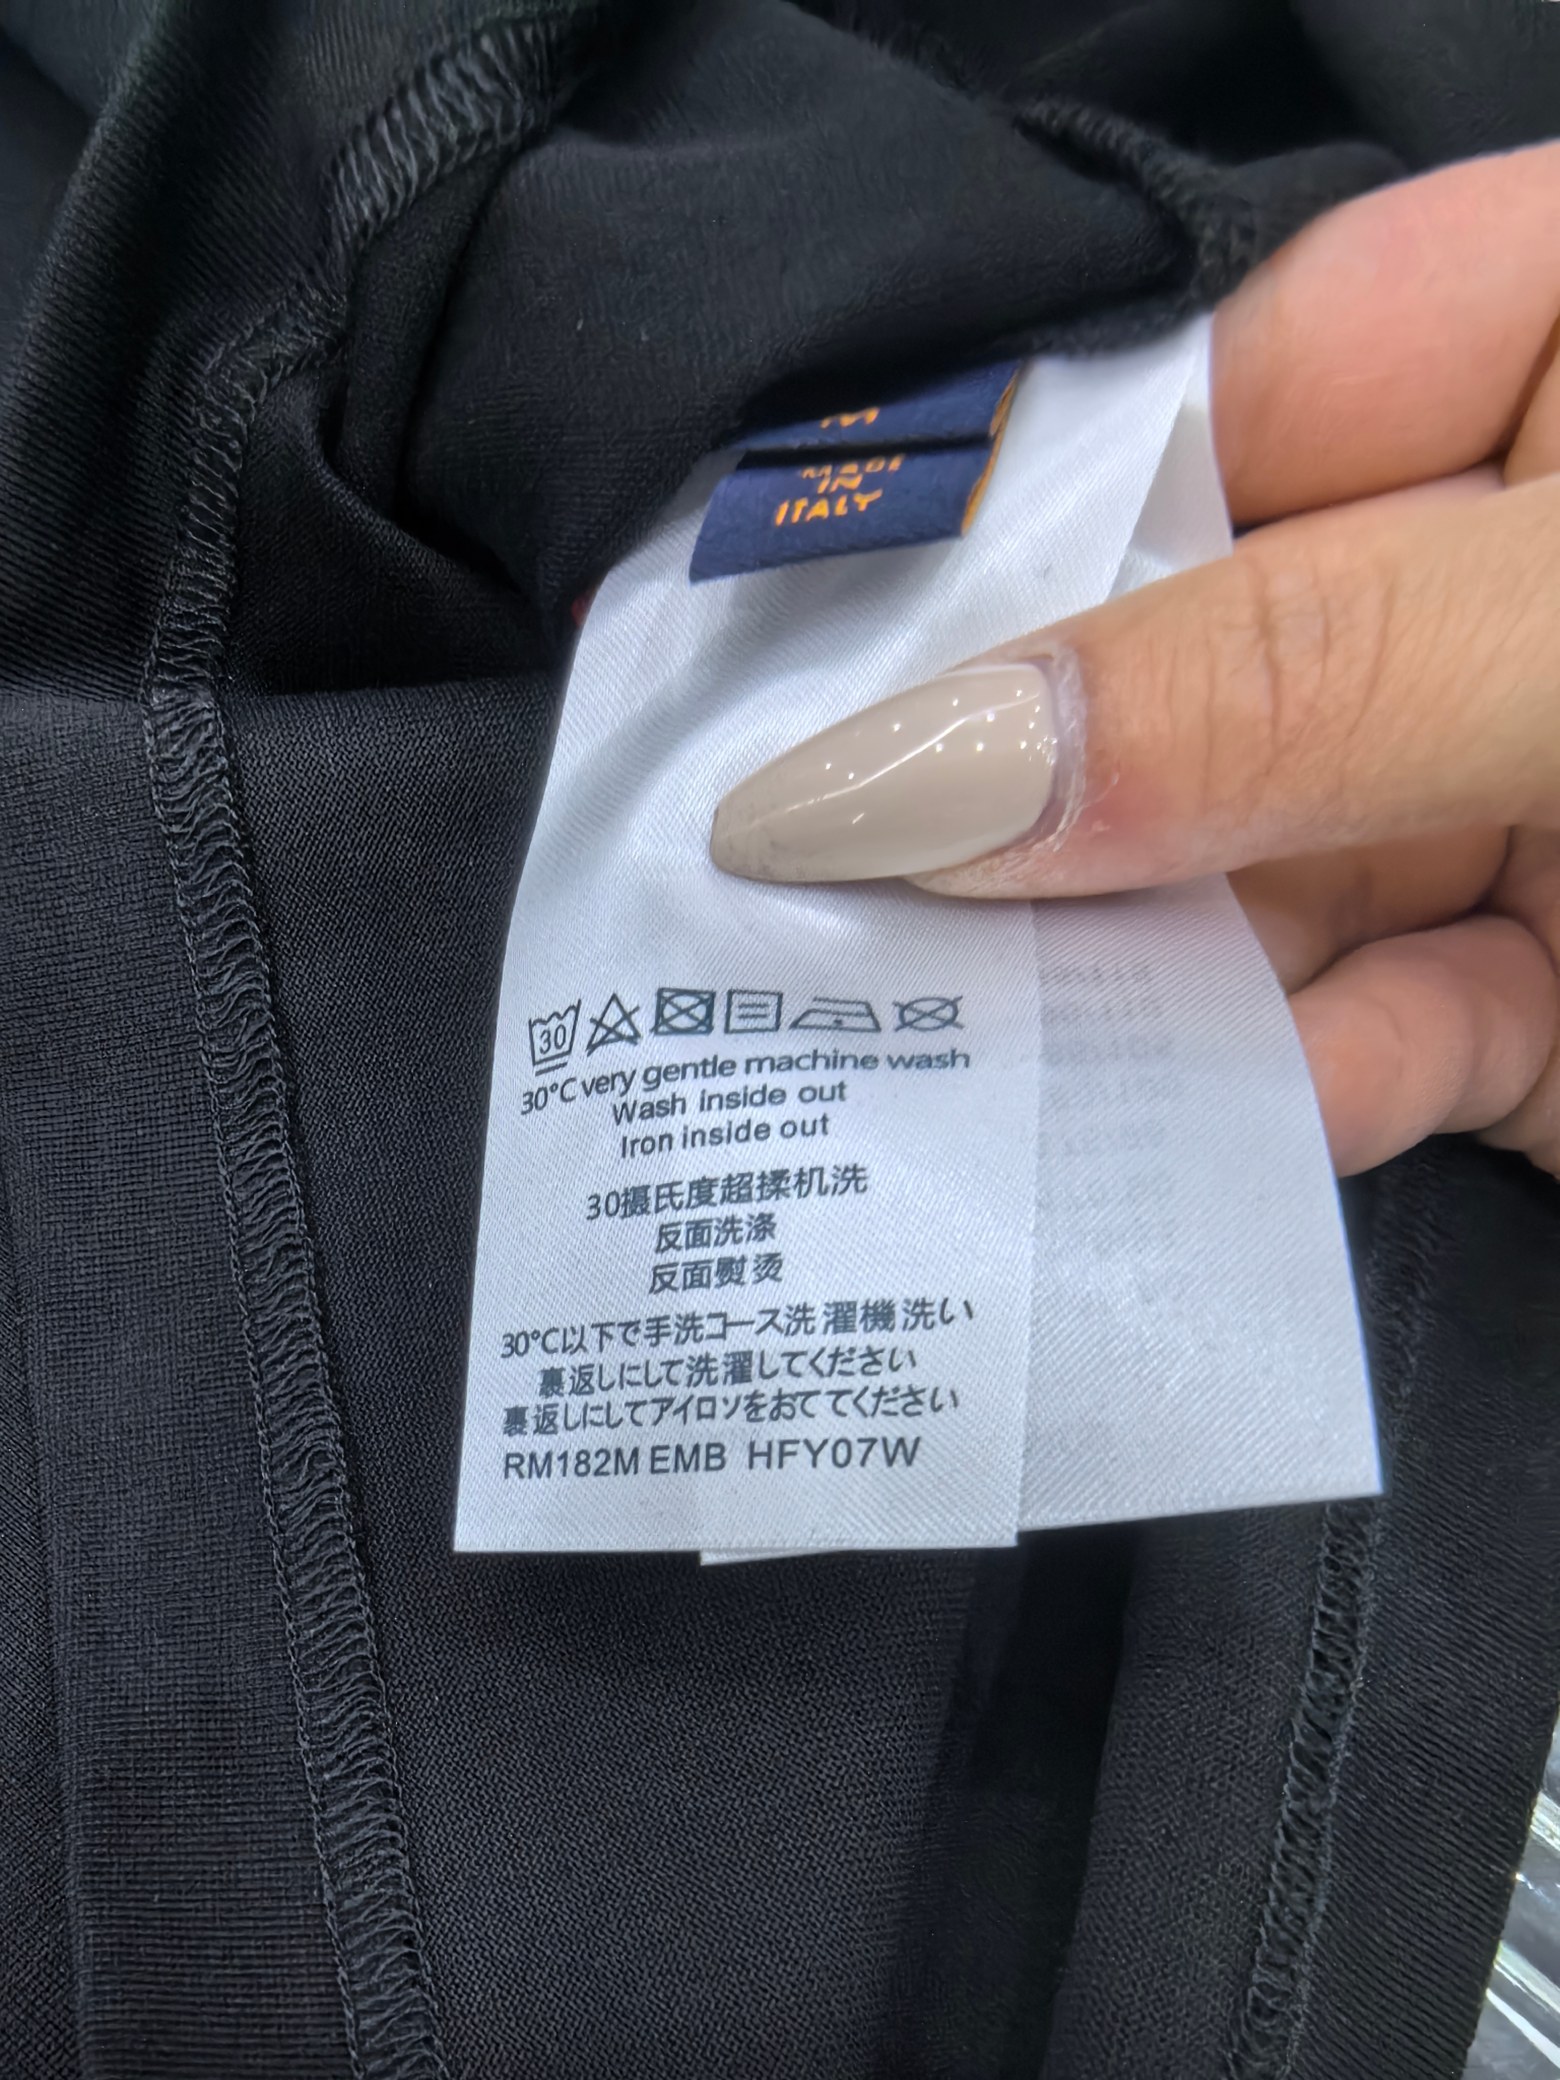 M
MADE
IN
ITALY
30
30°C very gentle machine wash
Wash inside out
Iron inside out
30摄氏度超揉机洗
反面洗涤
反面熨烫
30°C以下で手洗コース洗濯機洗い
裏返しにして洗濯してください
裏返しにしてアイロソをおててください
RM182M EMB HFY07W